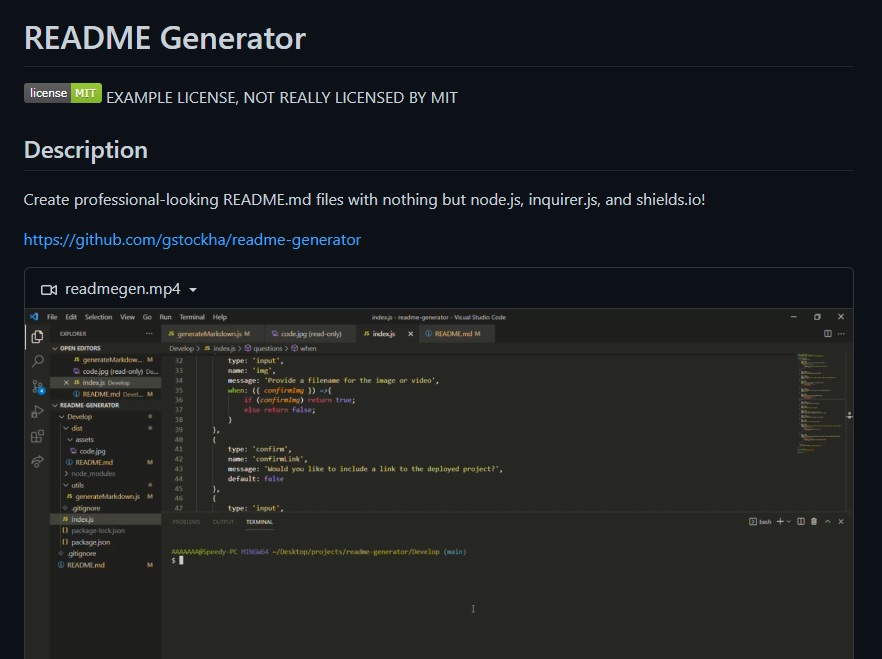 README Generator
license MIT EXAMPLE LICENSE, NOT REALLY LICENSED BY MIT
Description
Create professional-looking README.md files with nothing but node.js, inquirer.js, and shields.io!
https://github.com/gstockha/readme-generator
readmegen.mp4
File Edit Selection View Go Run Terminal Help
index.js - readme-generator - Visual Studio Code
EXPLORER ...
OPEN EDITORS
JS generateMarkdow... M
code.jpg (read-only) De...
JS index.js Develop
README.md Devel... M
README-GENERATOR
Develop
dist
assets
code.jpg
README.md M
node_modules
utils
JS generateMarkdown.js M
.gitignore
JS index.js
package-lock.json
package.json
.gitignore
README.md M
JS generateMarkdown.js M code.jpg (read-only) JS index.js README.md M
Develop > JS index.js > questions > when
32 type: 'input',
33 name: 'img',
34 message: 'Provide a filename for the image or video',
35 when: ({ confirmImg }) =>{
36 if (confirmImg) return true;
37 else return false;
38 }
39 },
40 {
41 type: 'confirm',
42 name: 'confirmLink',
43 message: 'Would you like to include a link to the deployed project?',
44 default: false
45 },
46 {
47 type: 'input',
PROBLEMS OUTPUT TERMINAL
bash
AAAAAAA@Speedy-PC MINGW64 ~/Desktop/projects/readme-generator/Develop (main)
$